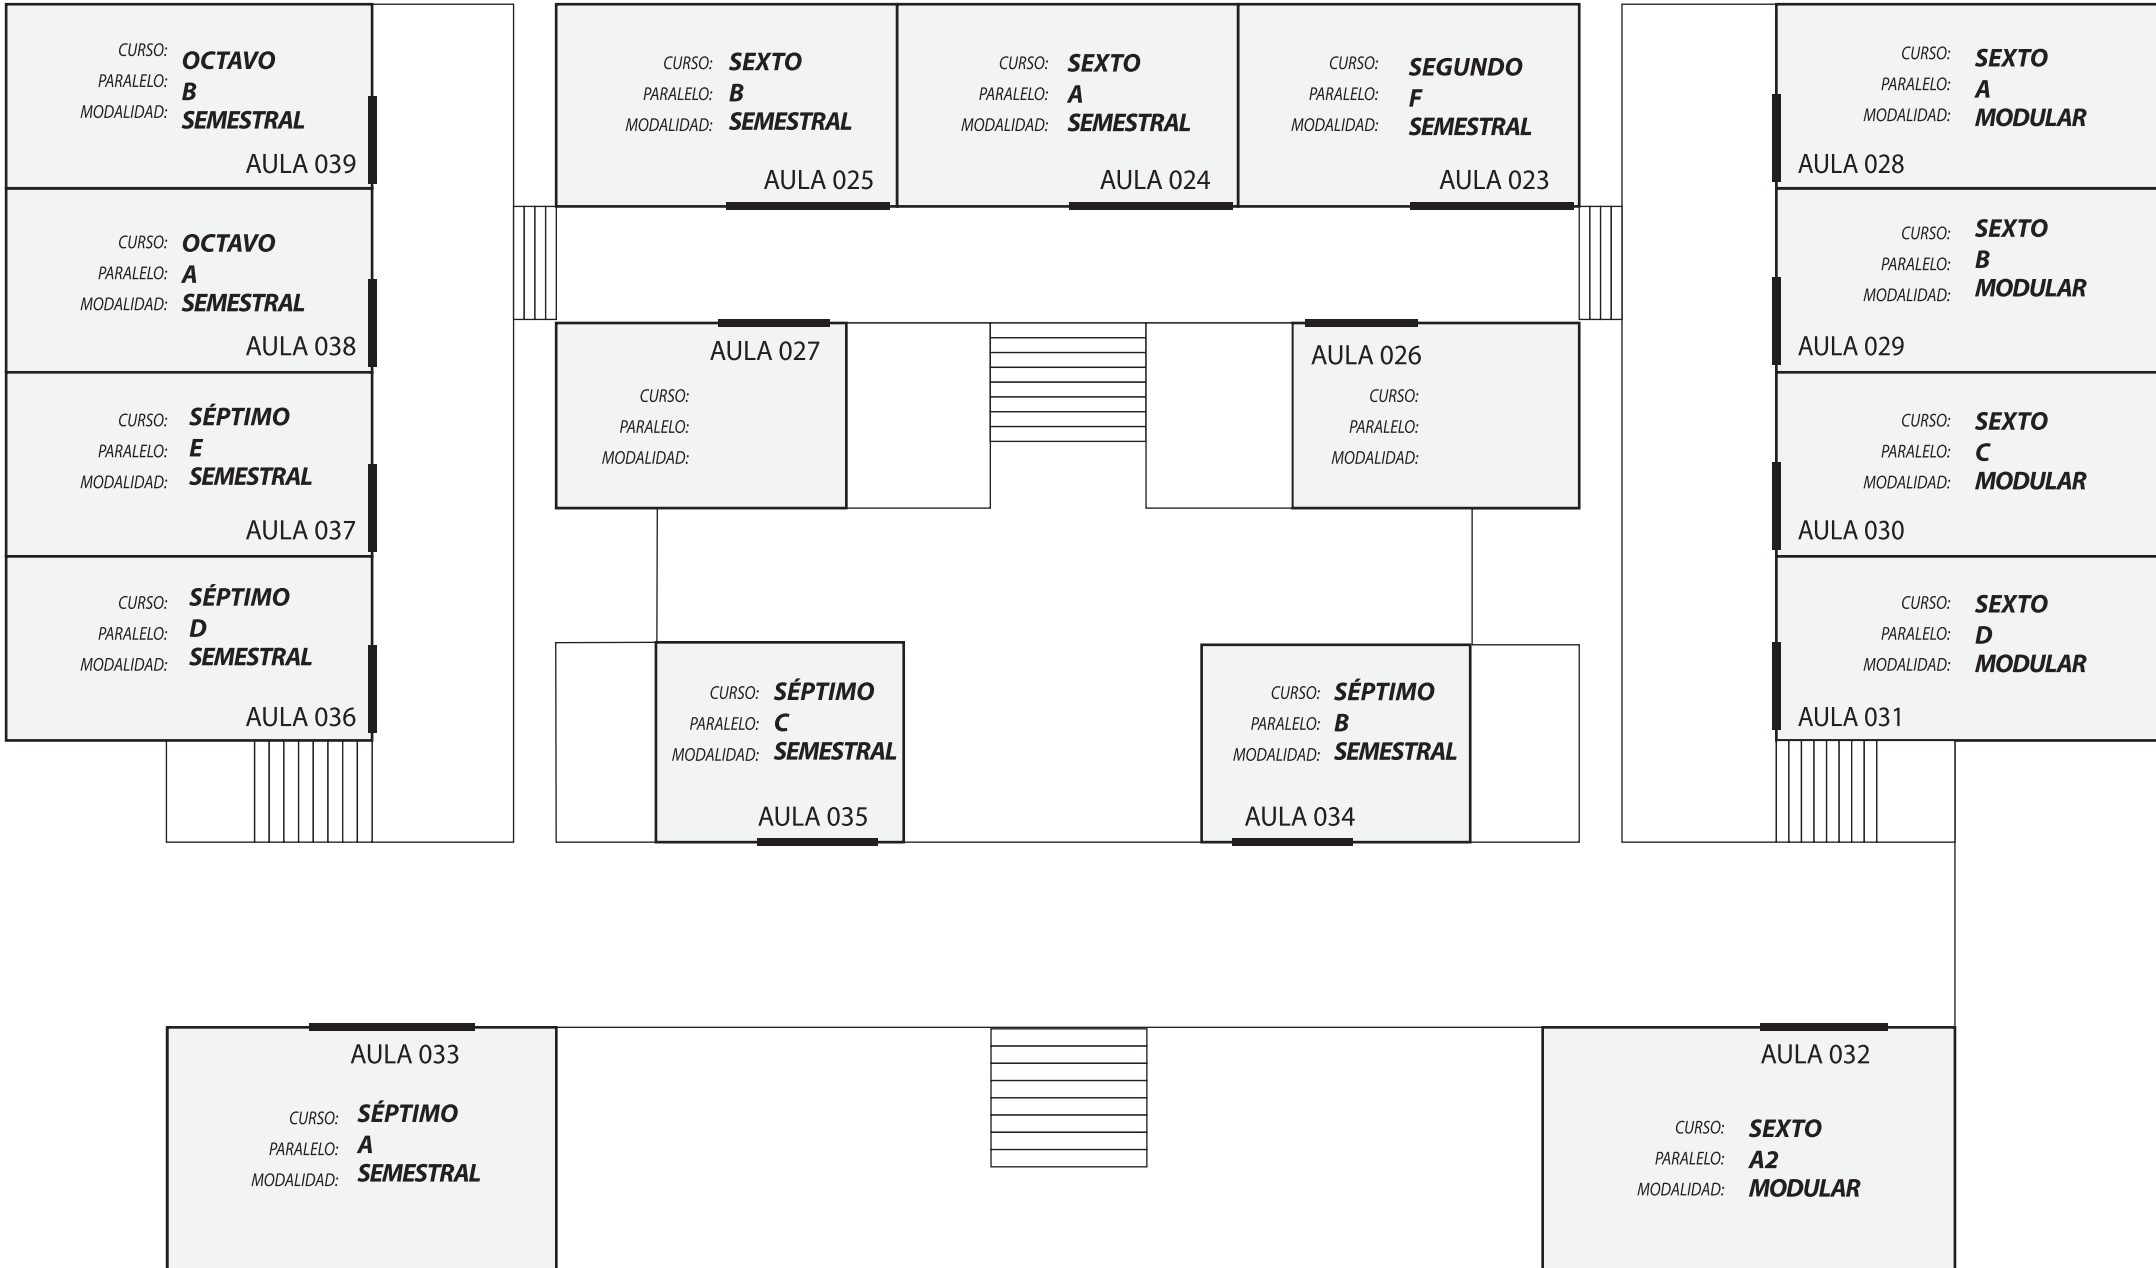 CURSO: OCTAVO
PARALELO: B
MODALIDAD: SEMESTRAL
AULA 039
CURSO: SEXTO
PARALELO: B
MODALIDAD: SEMESTRAL
AULA 025
CURSO: SEXTO
PARALELO: A
MODALIDAD: SEMESTRAL
AULA 024
CURSO: SEGUNDO
PARALELO: F
MODALIDAD: SEMESTRAL
AULA 023
CURSO: SEXTO
PARALELO: A
MODALIDAD: MODULAR
AULA 028
CURSO: OCTAVO
PARALELO: A
MODALIDAD: SEMESTRAL
AULA 038
CURSO: SEXTO
PARALELO: B
MODALIDAD: MODULAR
AULA 029
AULA 027
CURSO:
PARALELO:
MODALIDAD:
AULA 026
CURSO:
PARALELO:
MODALIDAD:
CURSO: SÉPTIMO
PARALELO: E
MODALIDAD: SEMESTRAL
AULA 037
CURSO: SEXTO
PARALELO: C
MODALIDAD: MODULAR
AULA 030
CURSO: SÉPTIMO
PARALELO: D
MODALIDAD: SEMESTRAL
AULA 036
CURSO: SÉPTIMO
PARALELO: C
MODALIDAD: SEMESTRAL
AULA 035
CURSO: SÉPTIMO
PARALELO: B
MODALIDAD: SEMESTRAL
AULA 034
CURSO: SEXTO
PARALELO: D
MODALIDAD: MODULAR
AULA 031
AULA 033
CURSO: SÉPTIMO
PARALELO: A
MODALIDAD: SEMESTRAL
AULA 032
CURSO: SEXTO
PARALELO: A2
MODALIDAD: MODULAR